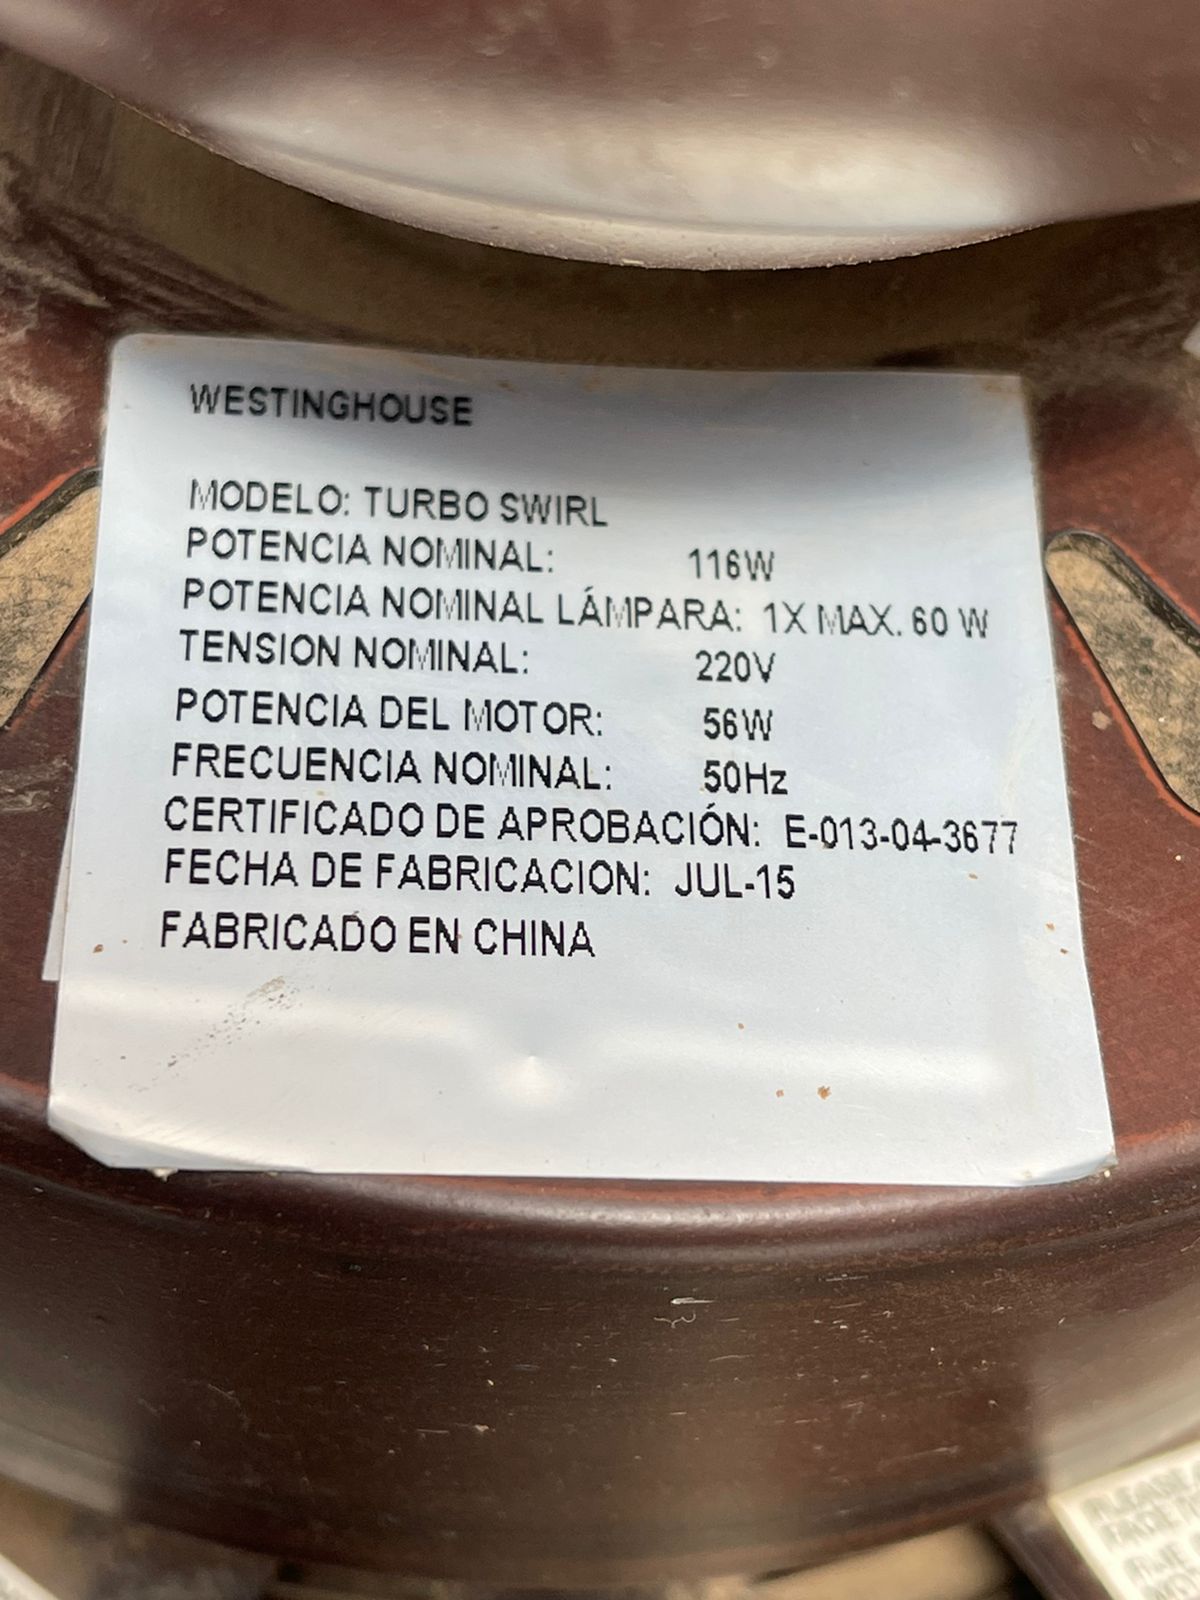 WESTINGHOUSE
MODELO: TURBO SWIRL
POTENCIA NOMINAL: 116W
POTENCIA NOMINAL LÁMPARA: 1X MAX. 60 W
TENSION NOMINAL: 220V
POTENCIA DEL MOTOR: 56W
FRECUENCIA NOMINAL: 50Hz
CERTIFICADO DE APROBACIÓN: E-013-04-3677
FECHA DE FABRICACION: JUL-15
FABRICADO EN CHINA
PLEASE